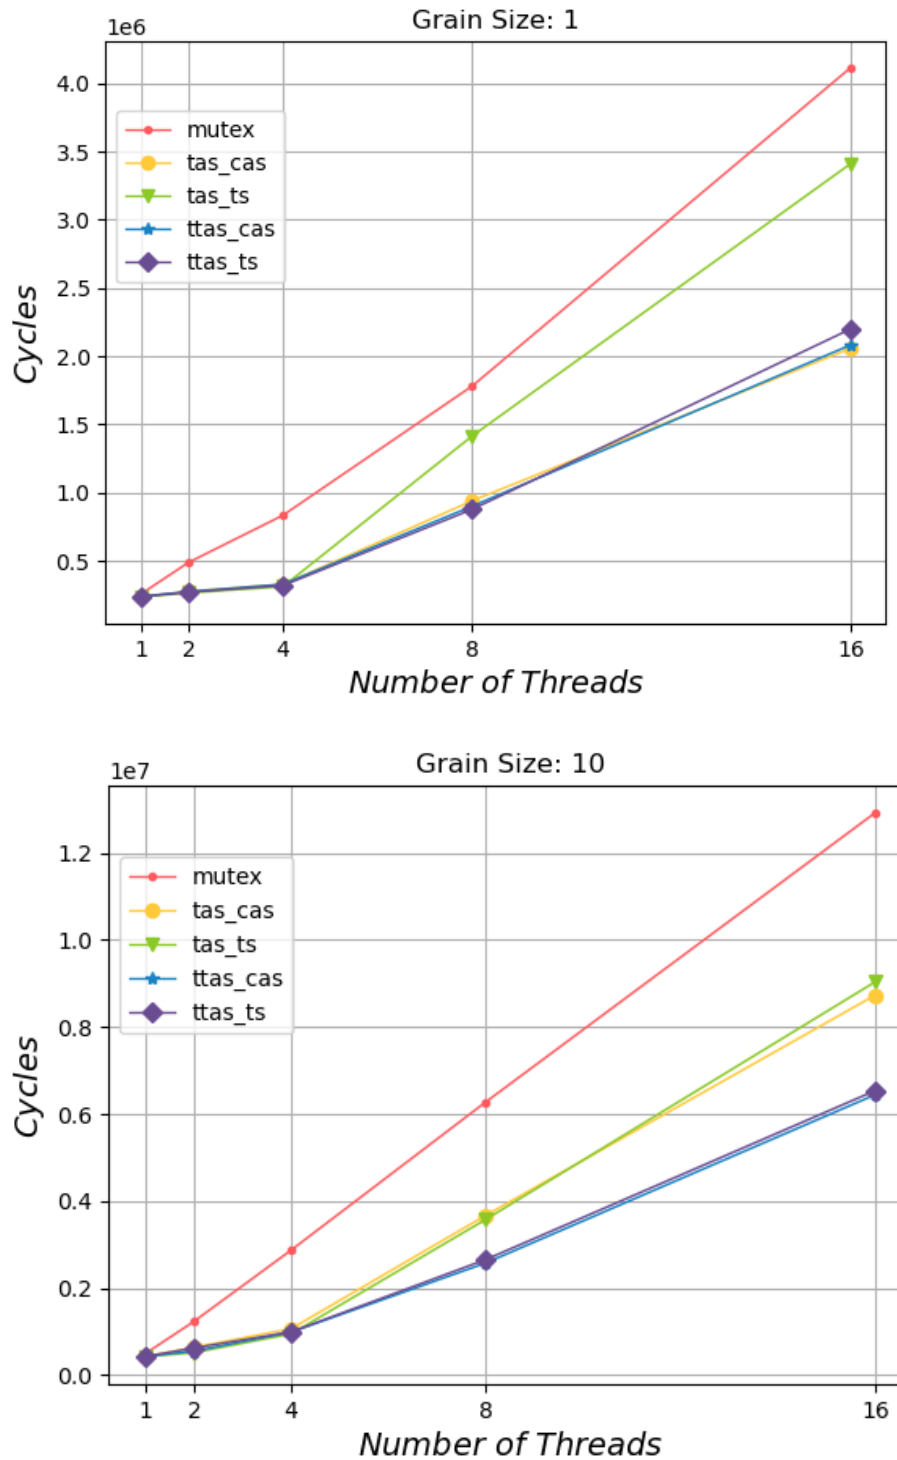 Grain Size: 1
1e6
4.0
3.5
3.0
2.5
2.0
1.5
1.0
0.5
mutex
tas_cas
tas_ts
ttas_cas
ttas_ts
Cycles
1 2 4 8 16
Number of Threads
Grain Size: 10
1e7
1.2
1.0
0.8
0.6
0.4
0.2
0.0
mutex
tas_cas
tas_ts
ttas_cas
ttas_ts
Cycles
1 2 4 8 16
Number of Threads